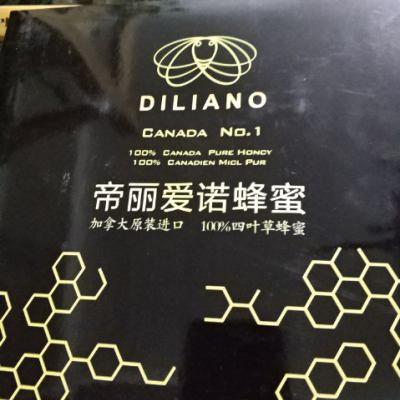 DILIANO
CANADA No.1
100% CANADA PURE HONCY
100% CANADIEN MICL PUR
帝丽爱诺蜂蜜
加拿大原装进口 100%四叶草蜂蜜